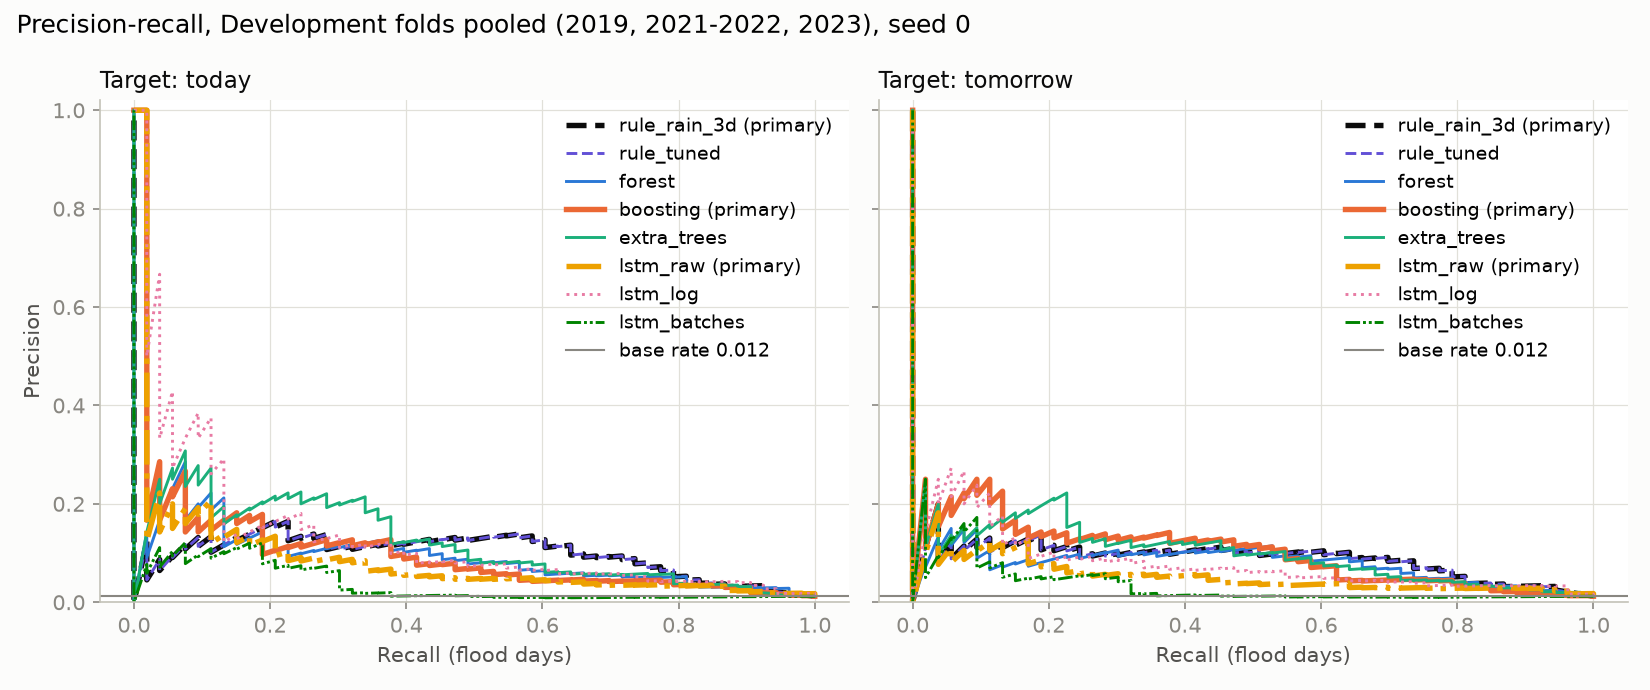 Precision-recall, Development folds pooled (2019, 2021-2022, 2023), seed 0
Target: today
Precision
1.0
0.8
0.6
0.4
0.2
0.0
rule_rain_3d (primary)
rule_tuned
forest
boosting (primary)
extra_trees
lstm_raw (primary)
lstm_log
lstm_batches
base rate 0.012
0.0 0.2 0.4 0.6 0.8 1.0
Recall (flood days)
Target: tomorrow
rule_rain_3d (primary)
rule_tuned
forest
boosting (primary)
extra_trees
lstm_raw (primary)
lstm_log
lstm_batches
base rate 0.012
0.0 0.2 0.4 0.6 0.8 1.0
Recall (flood days)